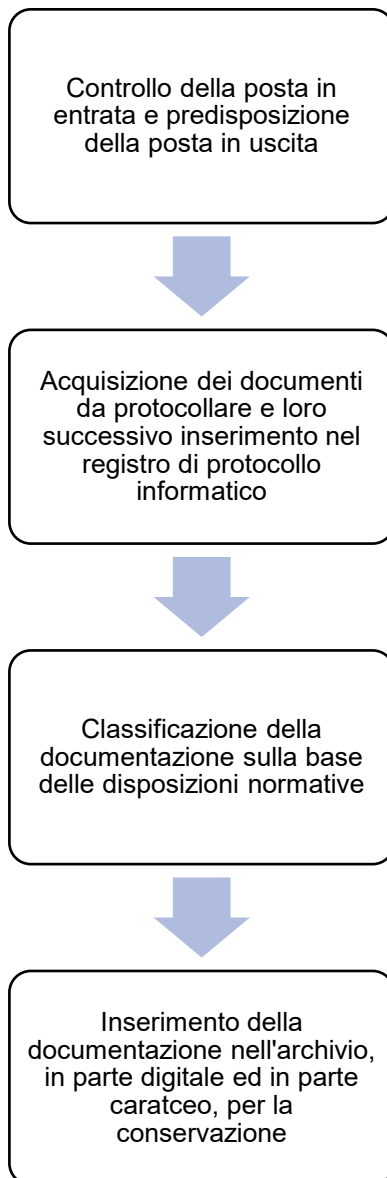 Controllo della posta in
entrata e predisposizione
della posta in uscita
Acquisizione dei documenti
da protocollare e loro
successivo inserimento nel
registro di protocollo
informatico
Classificazione della
documentazione sulla base
delle disposizioni normative
Inserimento della
documentazione nell'archivio,
in parte digitale ed in parte
caratceo, per la
conservazione